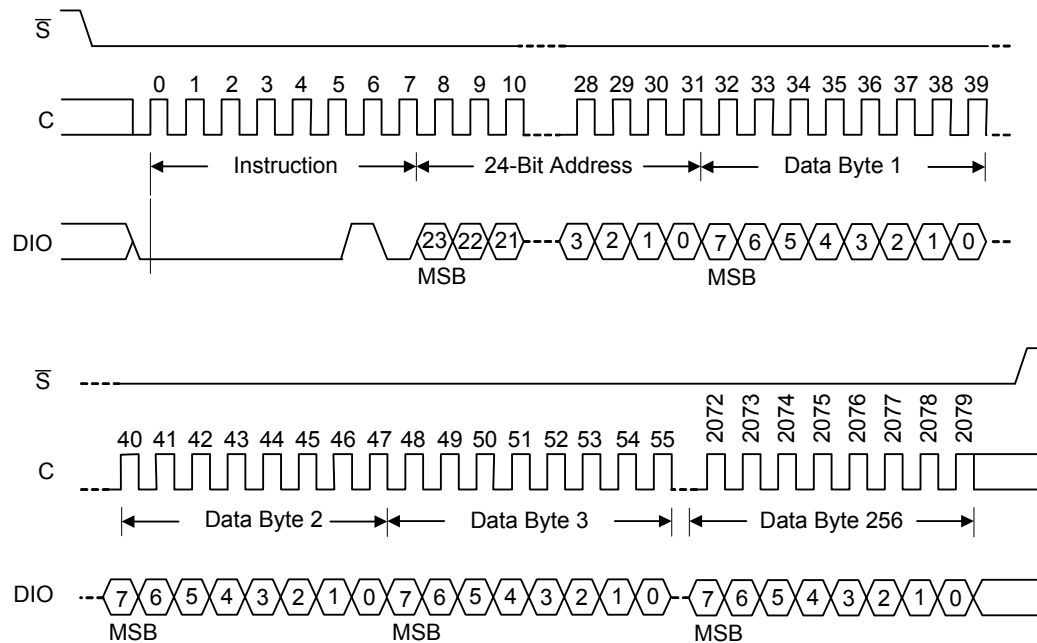 S̅
0 1 2 3 4 5 6 7 8 9 10 28 29 30 31 32 33 34 35 36 37 38 39
C
Instruction 24-Bit Address Data Byte 1
DIO 23 22 21 3 2 1 0 7 6 5 4 3 2 1 0
MSB MSB
S̅
40 41 42 43 44 45 46 47 48 49 50 51 52 53 54 55 2072 2073 2074 2075 2076 2077 2078 2079
C
Data Byte 2 Data Byte 3 Data Byte 256
DIO 7 6 5 4 3 2 1 0 7 6 5 4 3 2 1 0 7 6 5 4 3 2 1 0
MSB MSB MSB